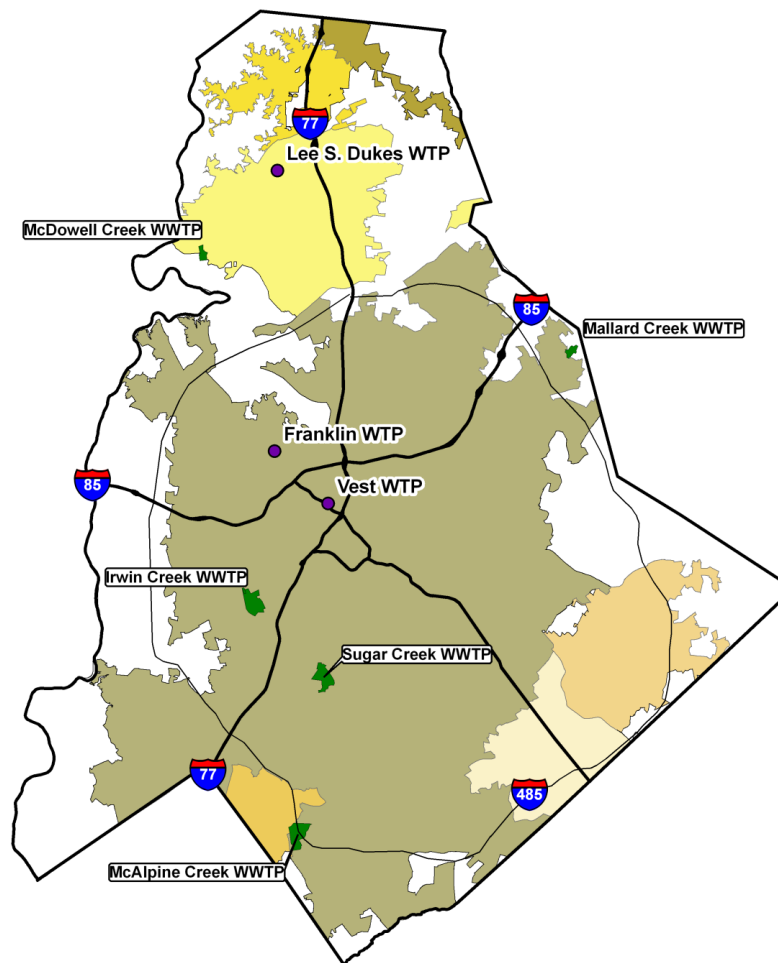 77
Lee S. Dukes WTP
McDowell Creek WWTP
85
Mallard Creek WWTP
Franklin WTP
85
Vest WTP
Irwin Creek WWTP
Sugar Creek WWTP
77
485
McAlpine Creek WWTP